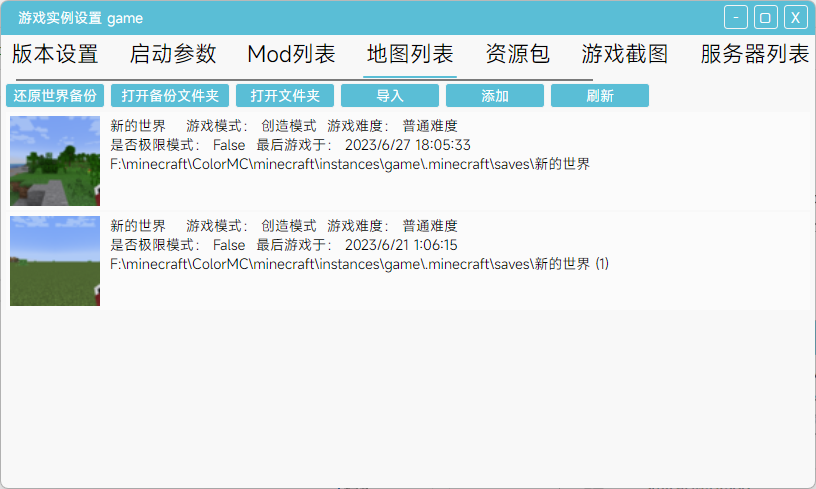 游戏实例设置 game
版本设置 启动参数 Mod列表 地图列表 资源包 游戏截图 服务器列表
还原世界备份 打开备份文件夹 打开文件夹 导入 添加 刷新
新的世界 游戏模式： 创造模式 游戏难度： 普通难度
是否极限模式： False 最后游戏于： 2023/6/27 18:05:33
F:\minecraft\ColorMC\minecraft\instances\game\.minecraft\saves\新的世界
新的世界 游戏模式： 创造模式 游戏难度： 普通难度
是否极限模式： False 最后游戏于： 2023/6/21 1:06:15
F:\minecraft\ColorMC\minecraft\instances\game\.minecraft\saves\新的世界 (1)